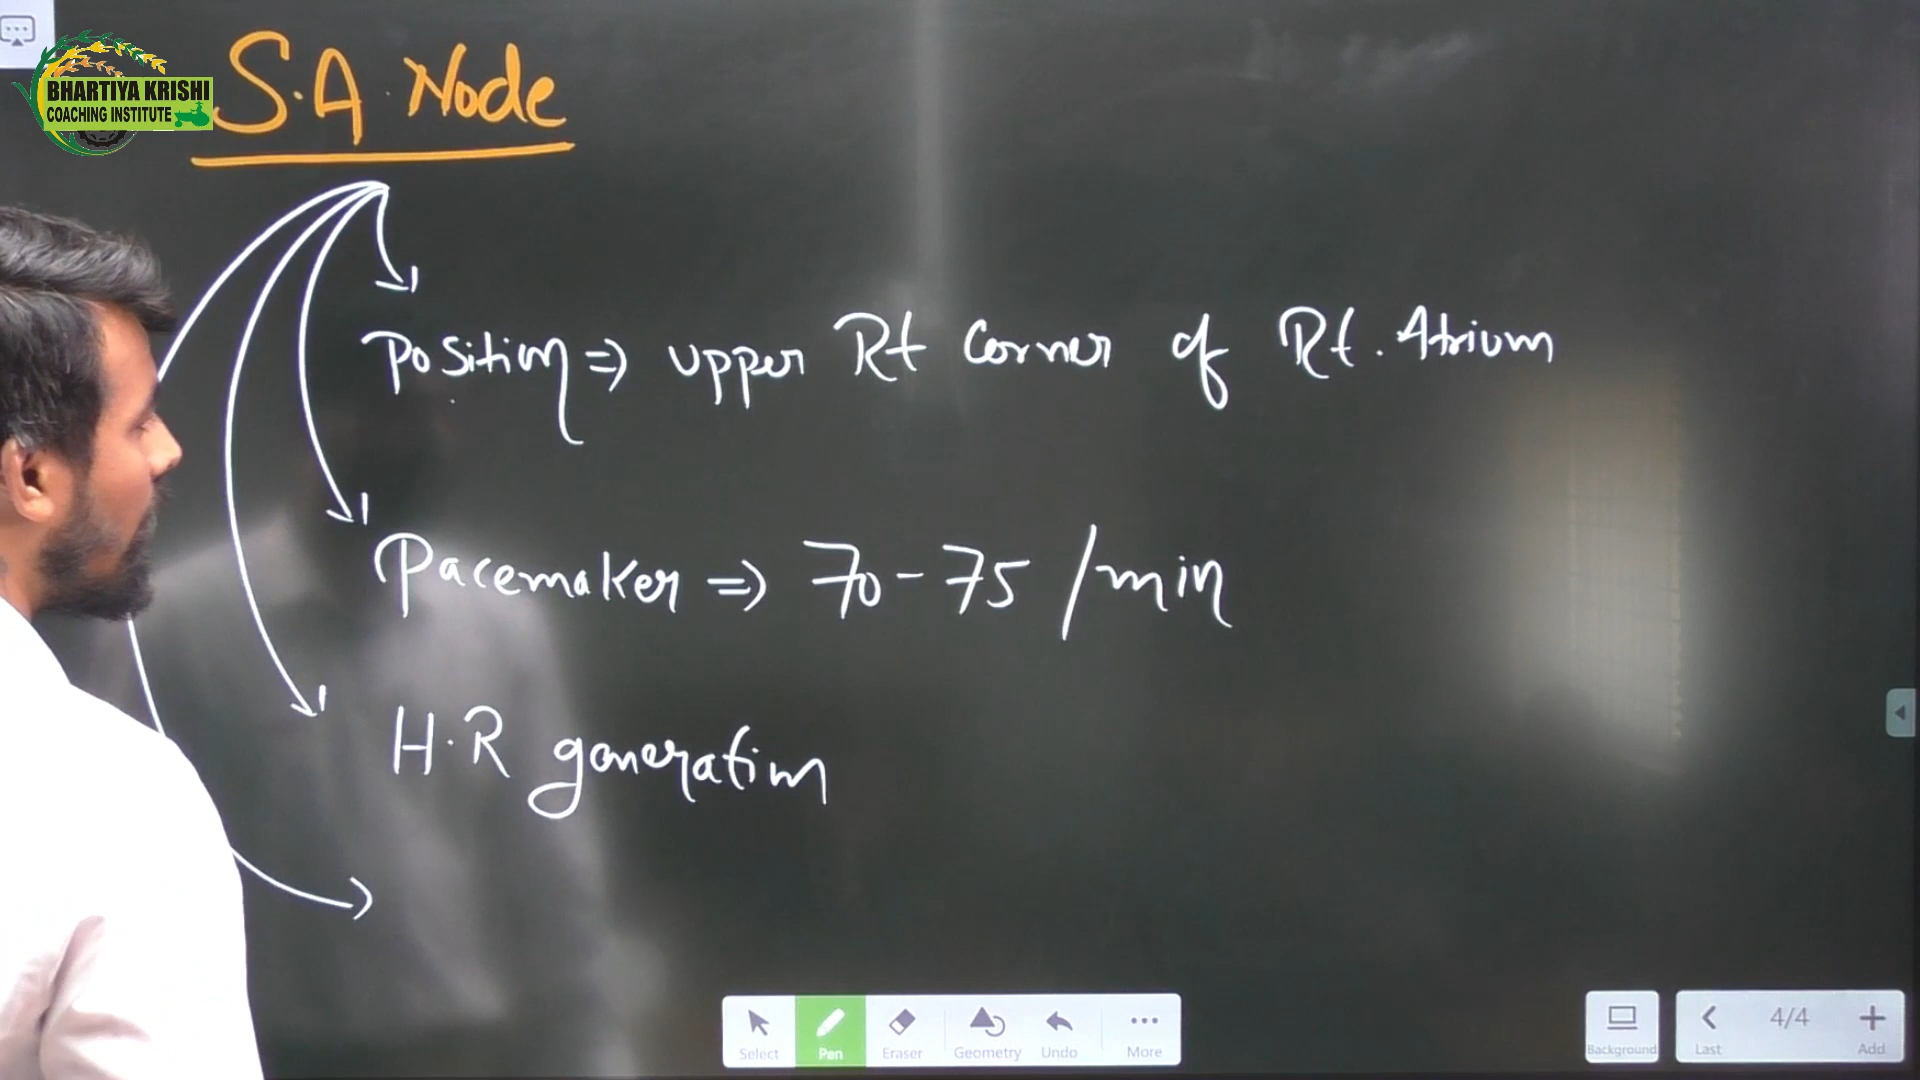 BHARTIYA KRISHI
COACHING INSTITUTE
S.A. Node
Position ⇒ upper Rt Corner of Rt. Atrium
Pacemaker ⇒ 70-75 /min
H.R generation
Select
Pen
Eraser
Geometry
Undo
More
Background
Last
4/4
Add